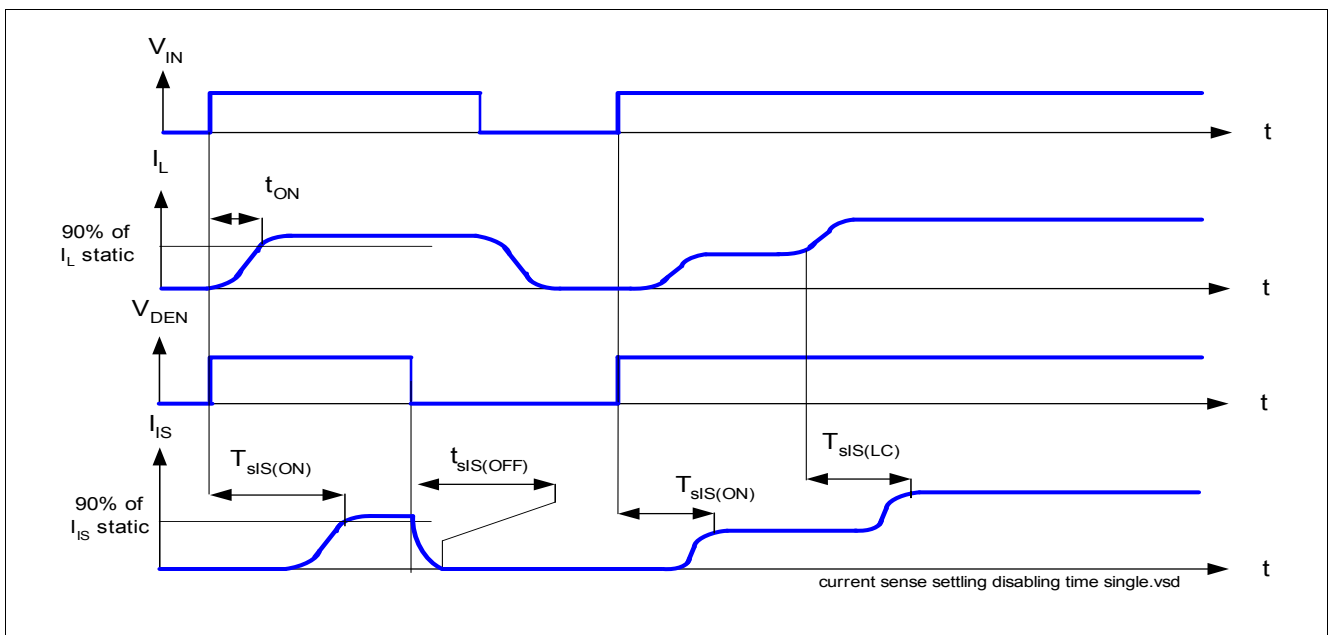 V_IN
t
I_L
t_ON
90% of
I_L static
t
V_DEN
t
I_IS
T_sIS(ON)
t_sIS(OFF)
T_sIS(ON)
T_sIS(LC)
90% of
I_IS static
t
current sense settling disabling time single.vsd